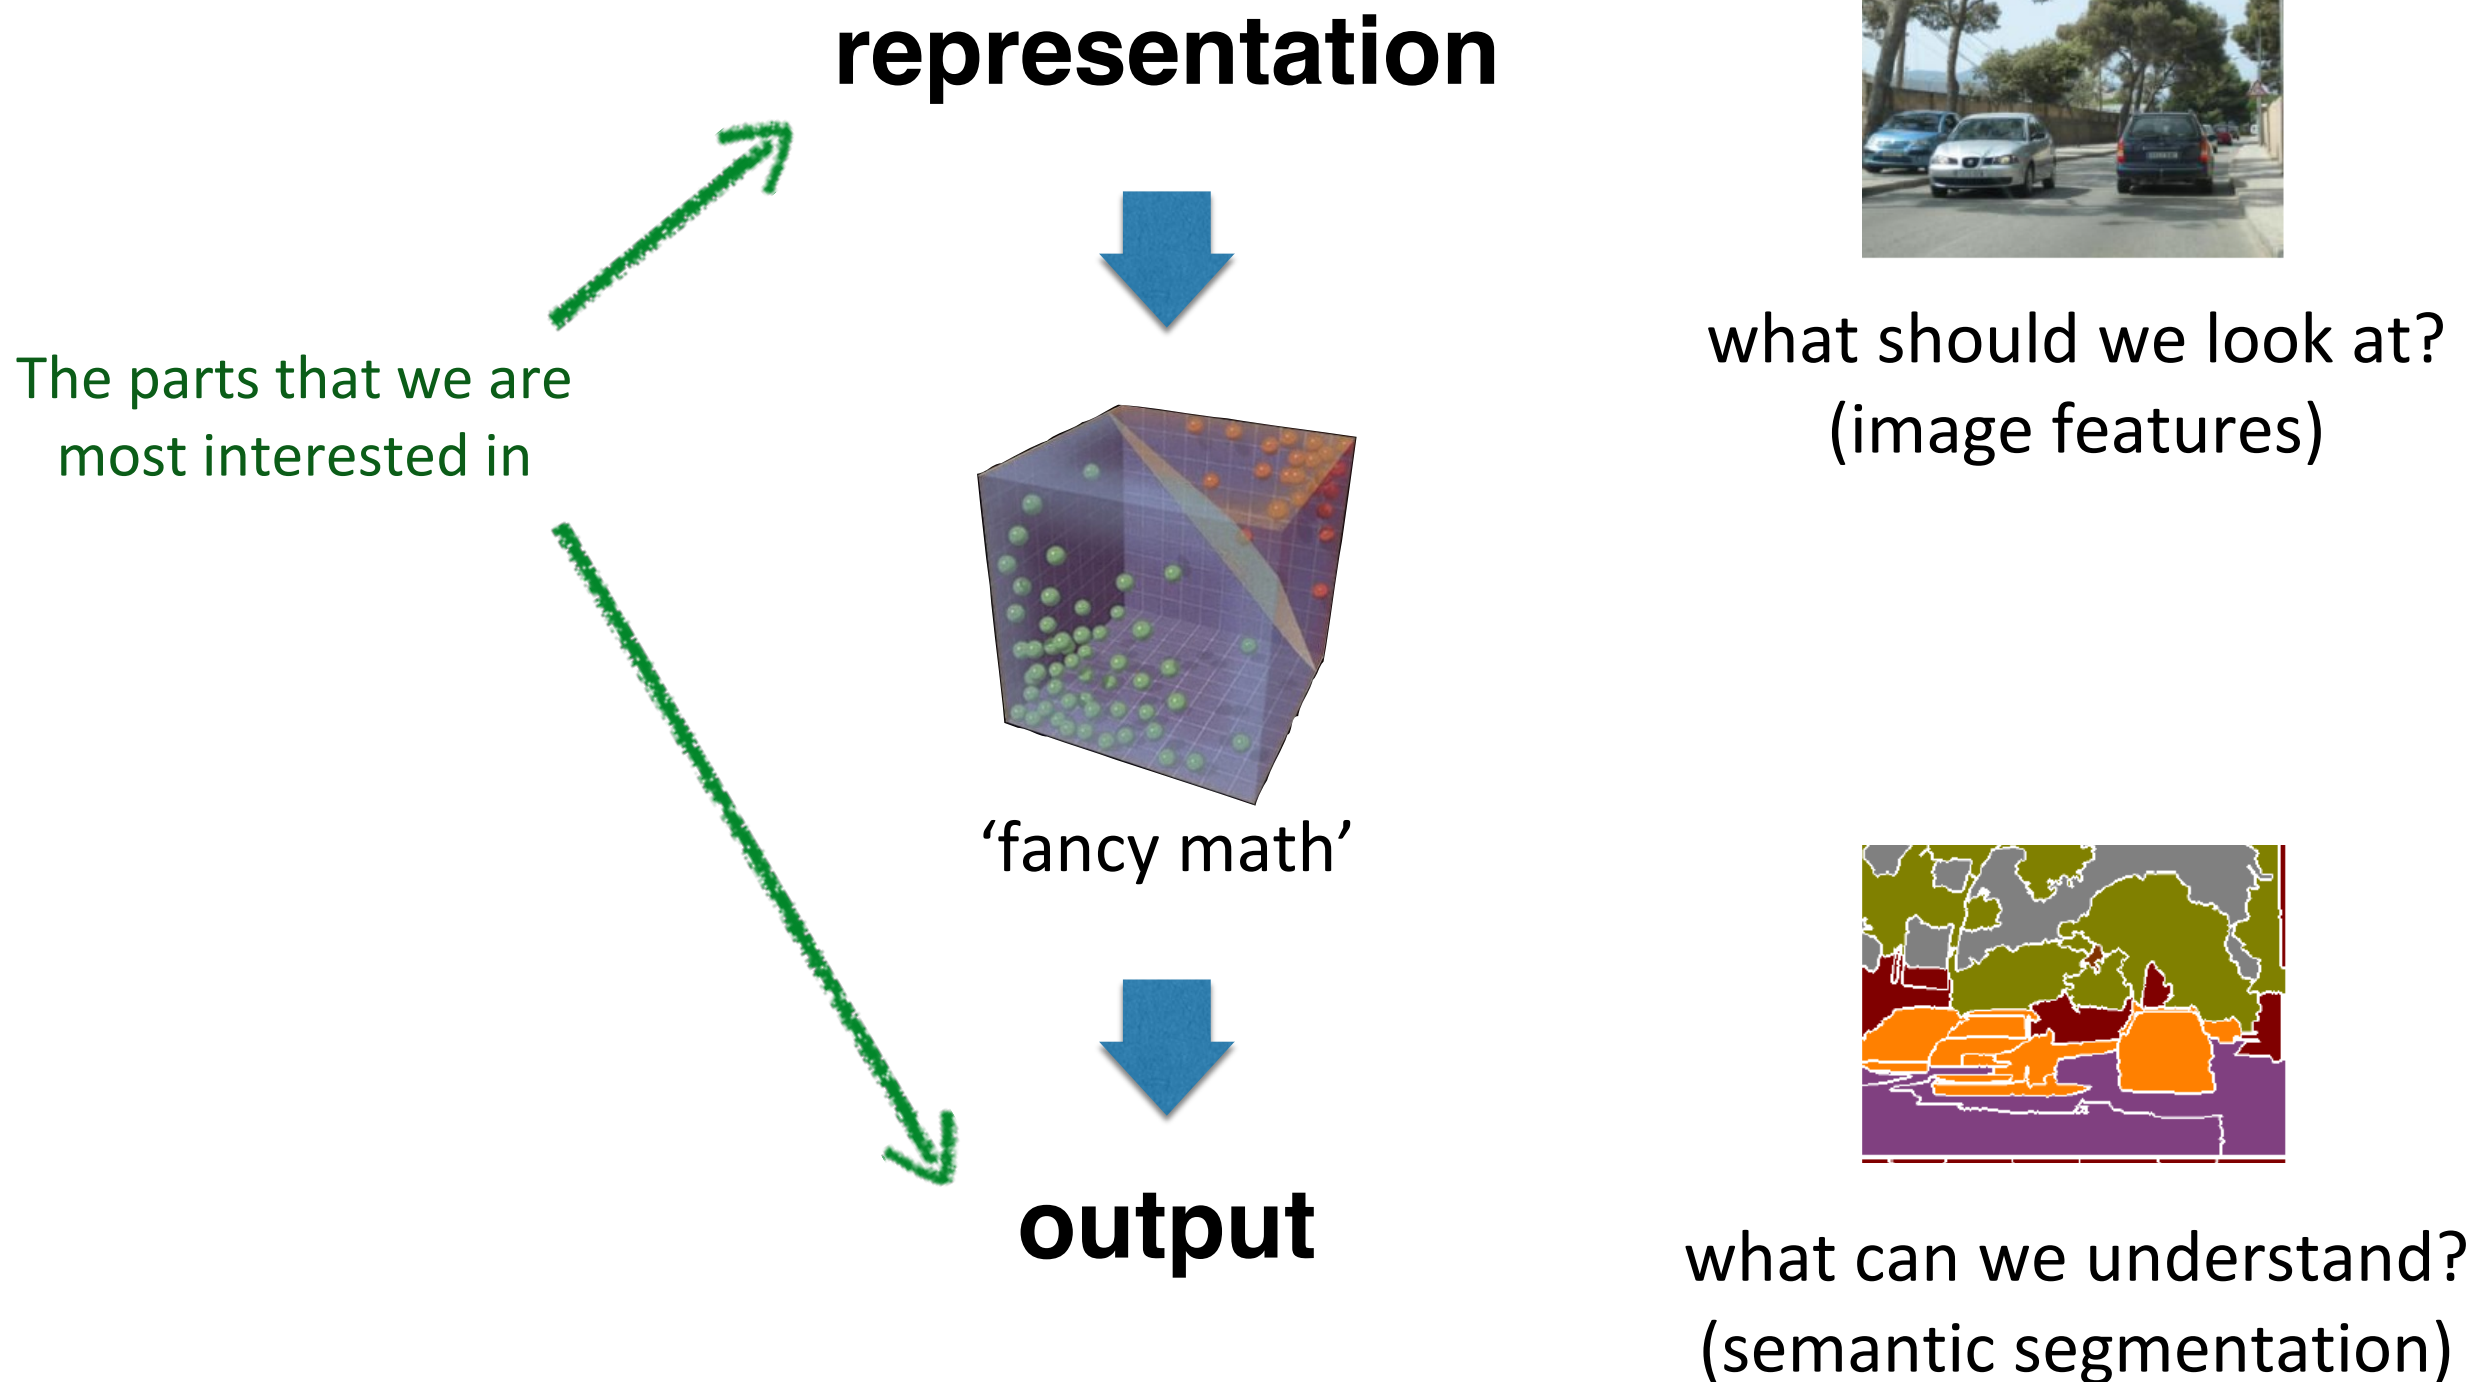 representation
The parts that we are
most interested in
what should we look at?
(image features)
‘fancy math’
output
what can we understand?
(semantic segmentation)